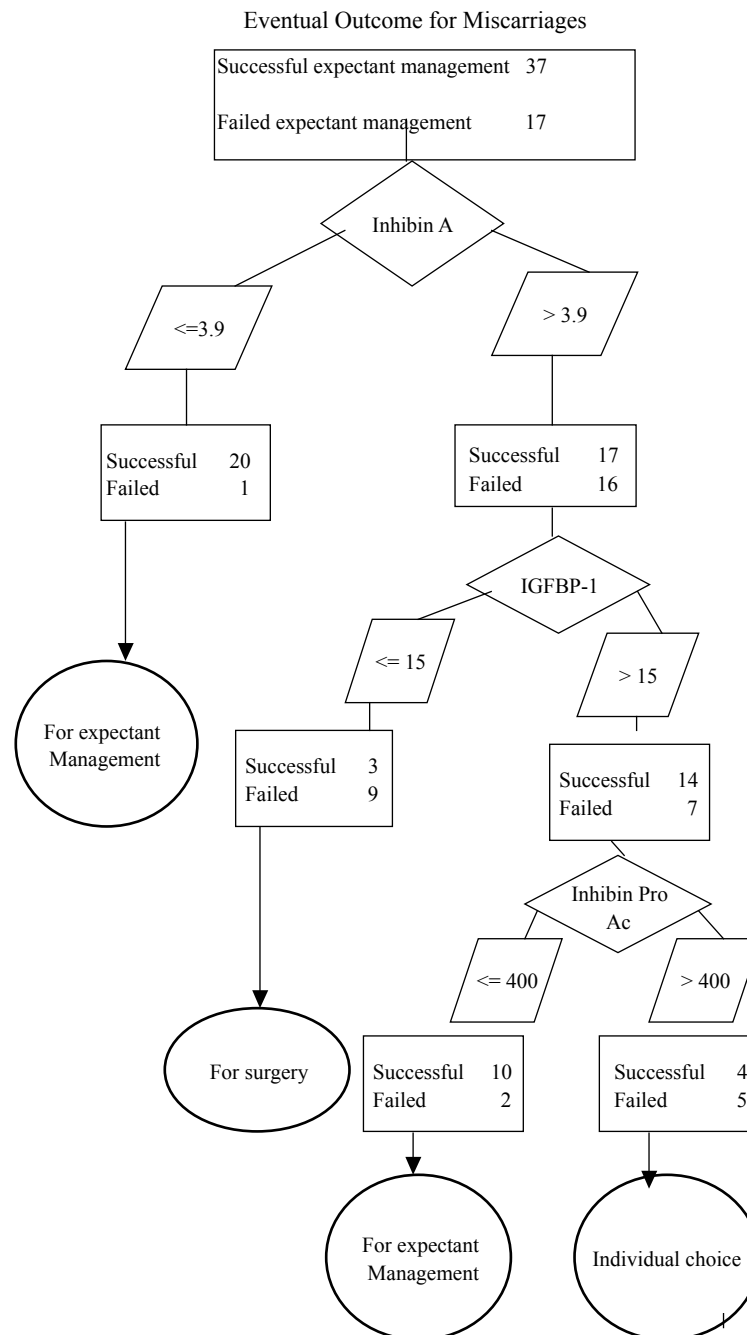 Eventual Outcome for Miscarriages
Successful expectant management 37
Failed expectant management 17
Inhibin A
<=3.9
> 3.9
Successful 20
Failed 1
Successful 17
Failed 16
IGFBP-1
<= 15
> 15
For expectant
Management
Successful 3
Failed 9
Successful 14
Failed 7
Inhibin Pro
Ac
<= 400
> 400
For surgery
Successful 10
Failed 2
Successful 4
Failed 5
For expectant
Management
Individual choice